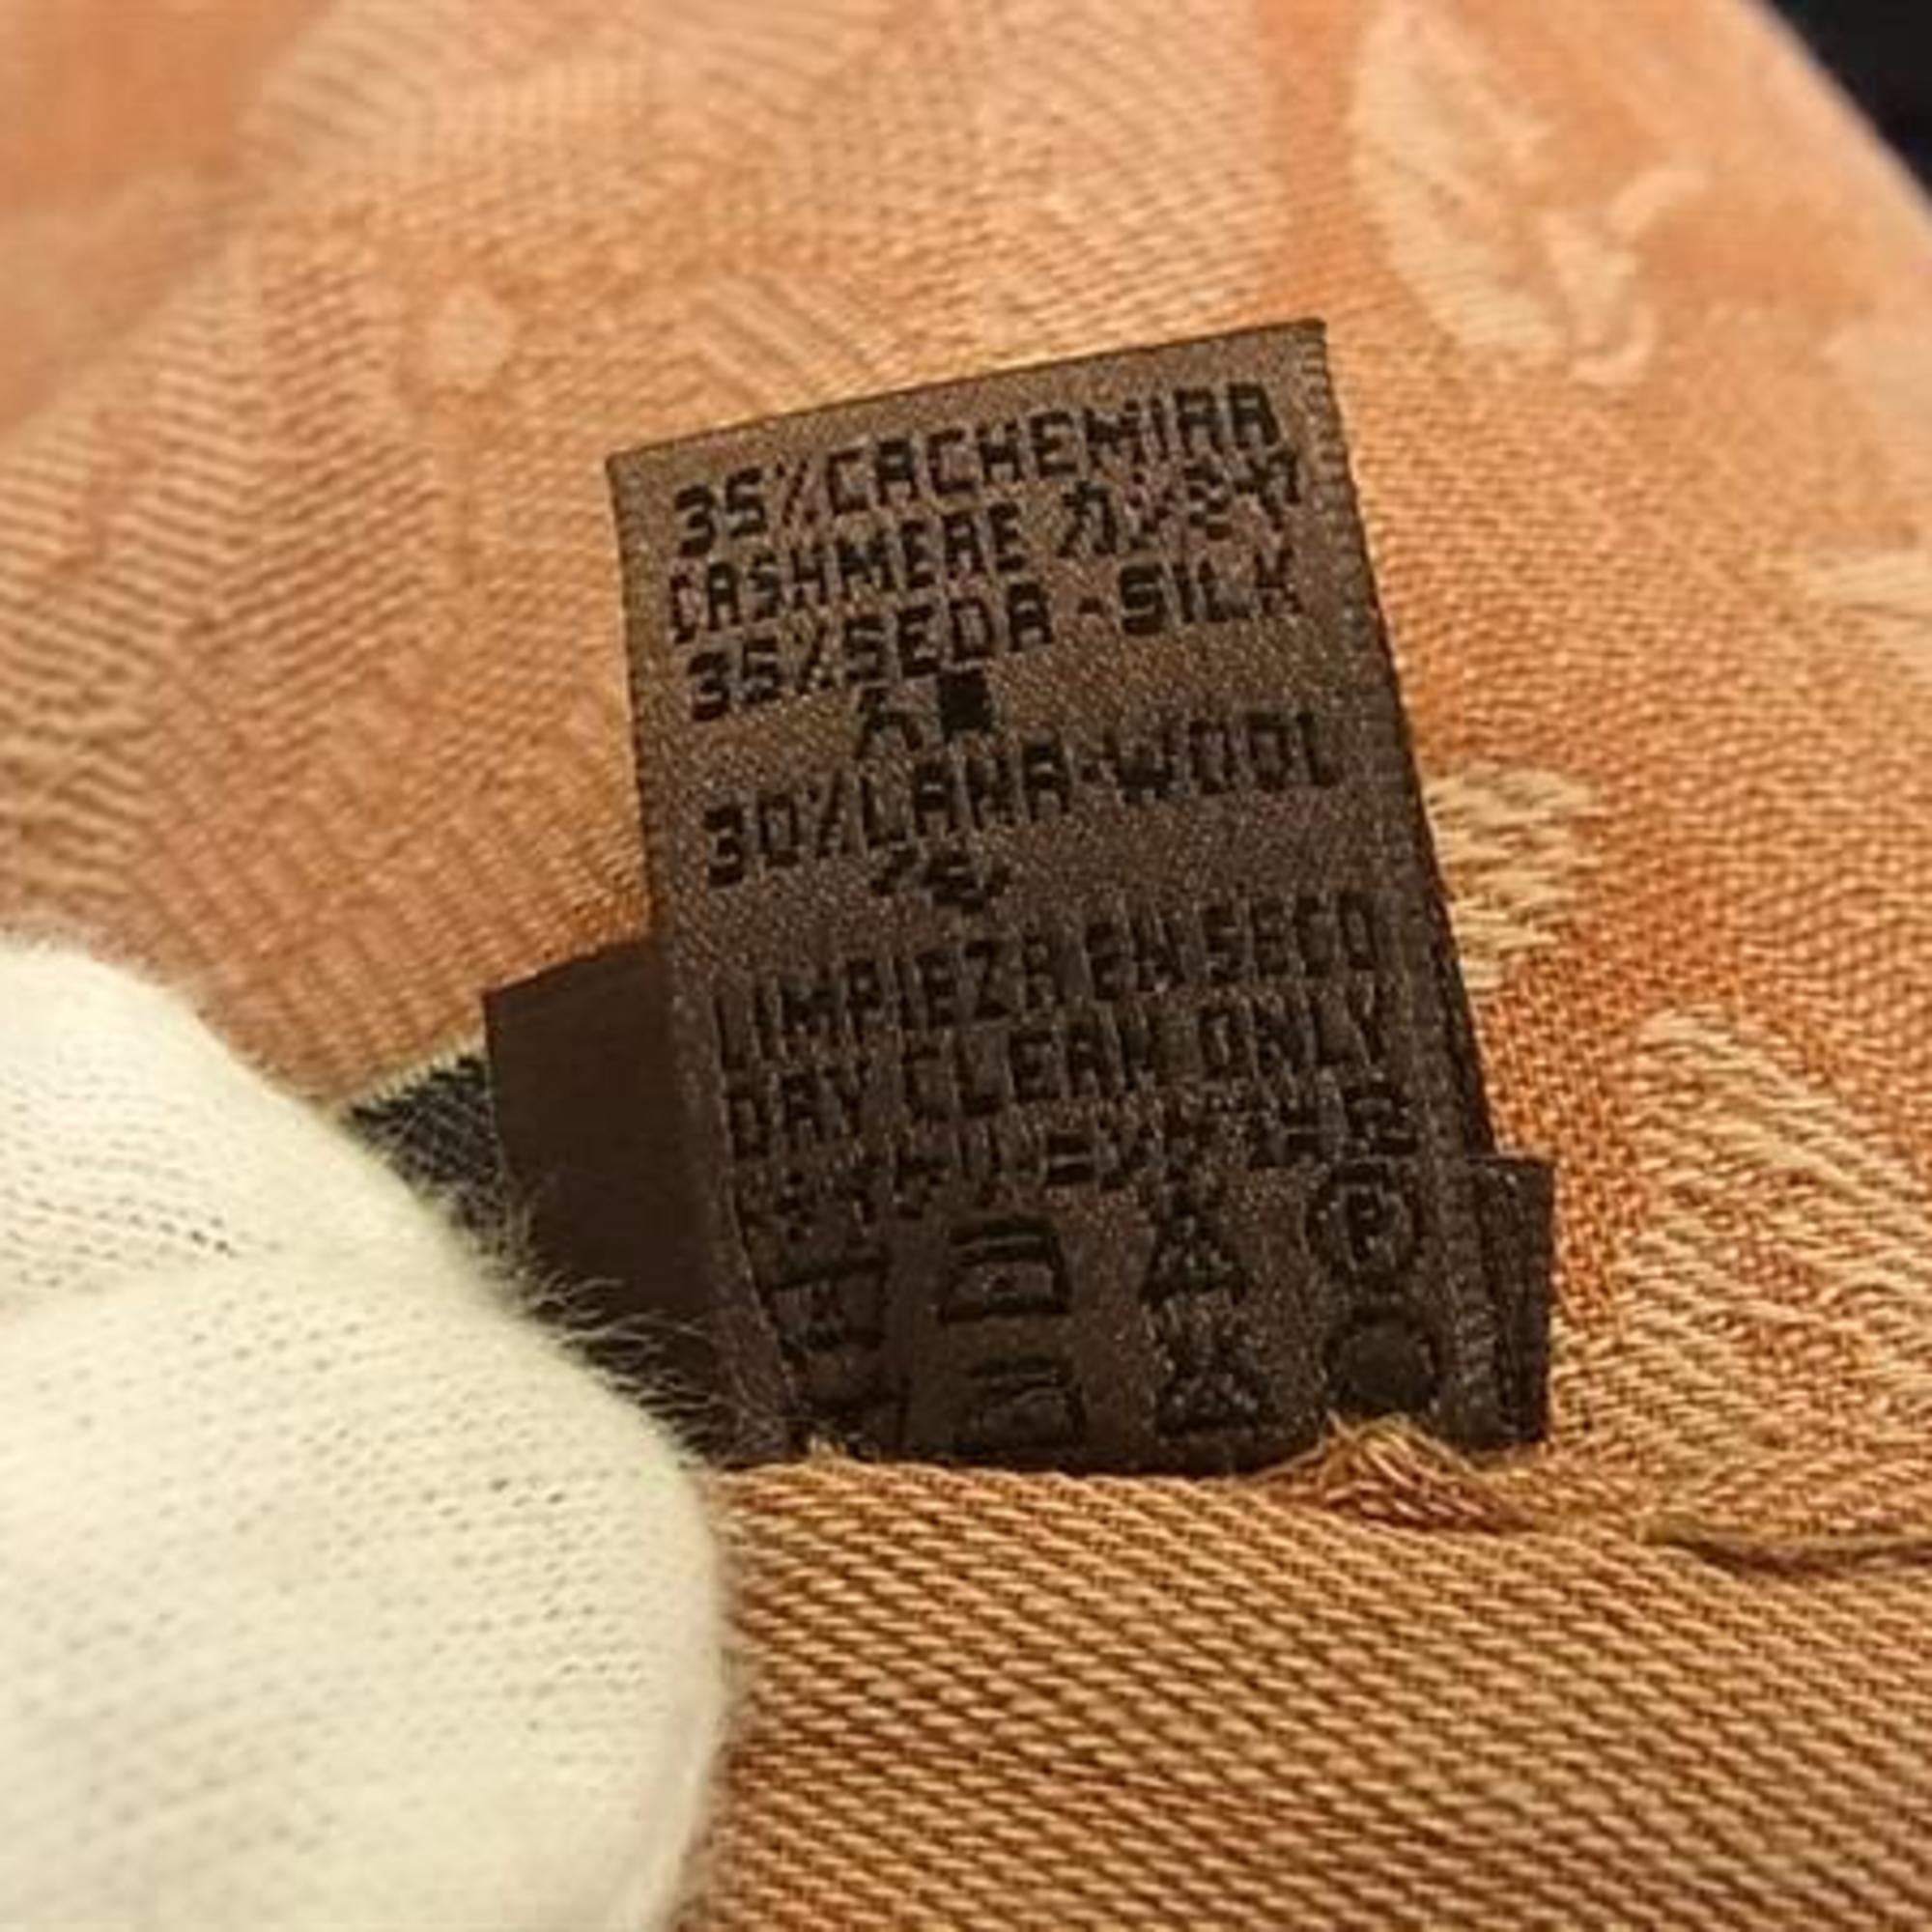 35%CACHEMIRA
CASHMERE カシミヤ
35%SEDA-SILK
30%LANA-WOOL
LIMPIEZA EN SECO
DRY CLEAN ONLY
P